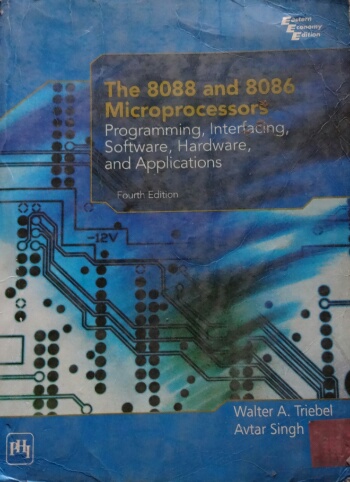 Eastern
Economy
Edition
The 8088 and 8086
Microprocessors
Programming, Interfacing,
Software, Hardware,
and Applications
Fourth Edition
-12V
Walter A. Triebel
Avtar Singh
PHI